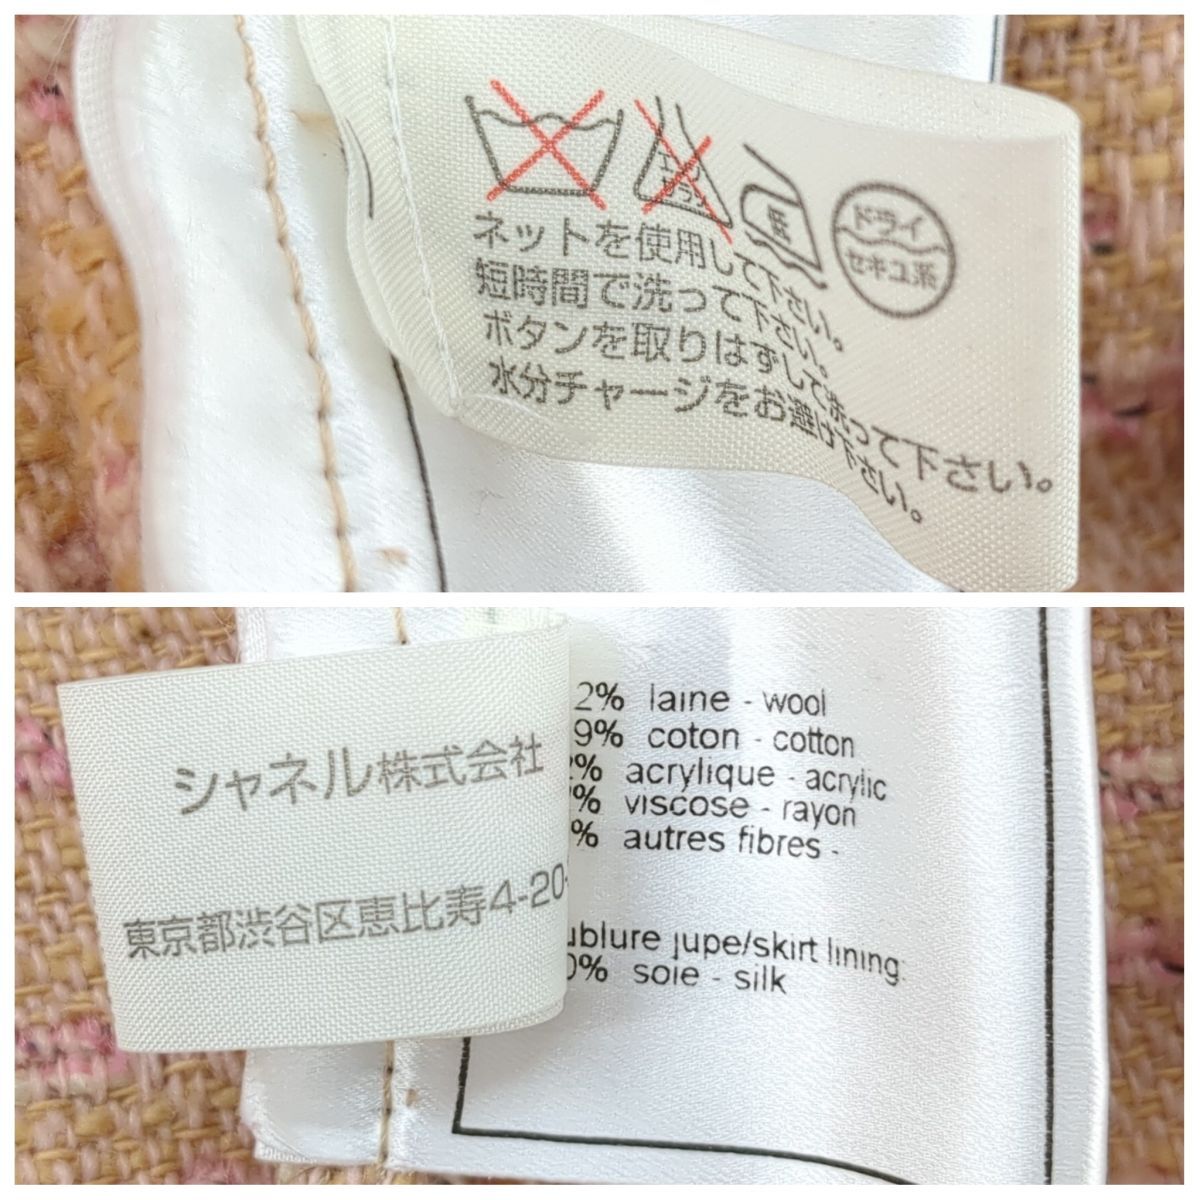 エンソ
サラシ
低
ドライ
セキユ系
ネットを使用して下さい。
短時間で洗って下さい。
ボタンを取りはずして洗って下さい。
水分チャージをお避け下さい。
シャネル株式会社
東京都渋谷区恵比寿4-20-
2% laine - wool
9% coton - cotton
2% acrylique - acrylic
% viscose - rayon
% autres fibres -
ublure jupe/skirt lining:
0% soie - silk